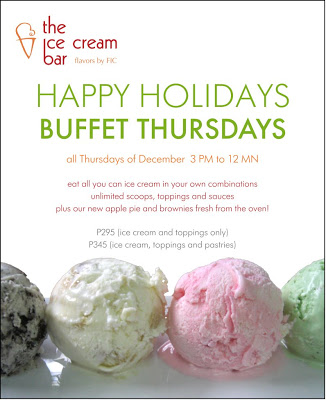 the
ice cream
bar
flavors by FIC
HAPPY HOLIDAYS
BUFFET THURSDAYS
all Thursdays of December 3 PM to 12 MN
eat all you can ice cream in your own combinations
unlimited scoops, toppings and sauces
plus our new apple pie and brownies fresh from the oven!
P295 (ice cream and toppings only)
P345 (ice cream, toppings and pastries)